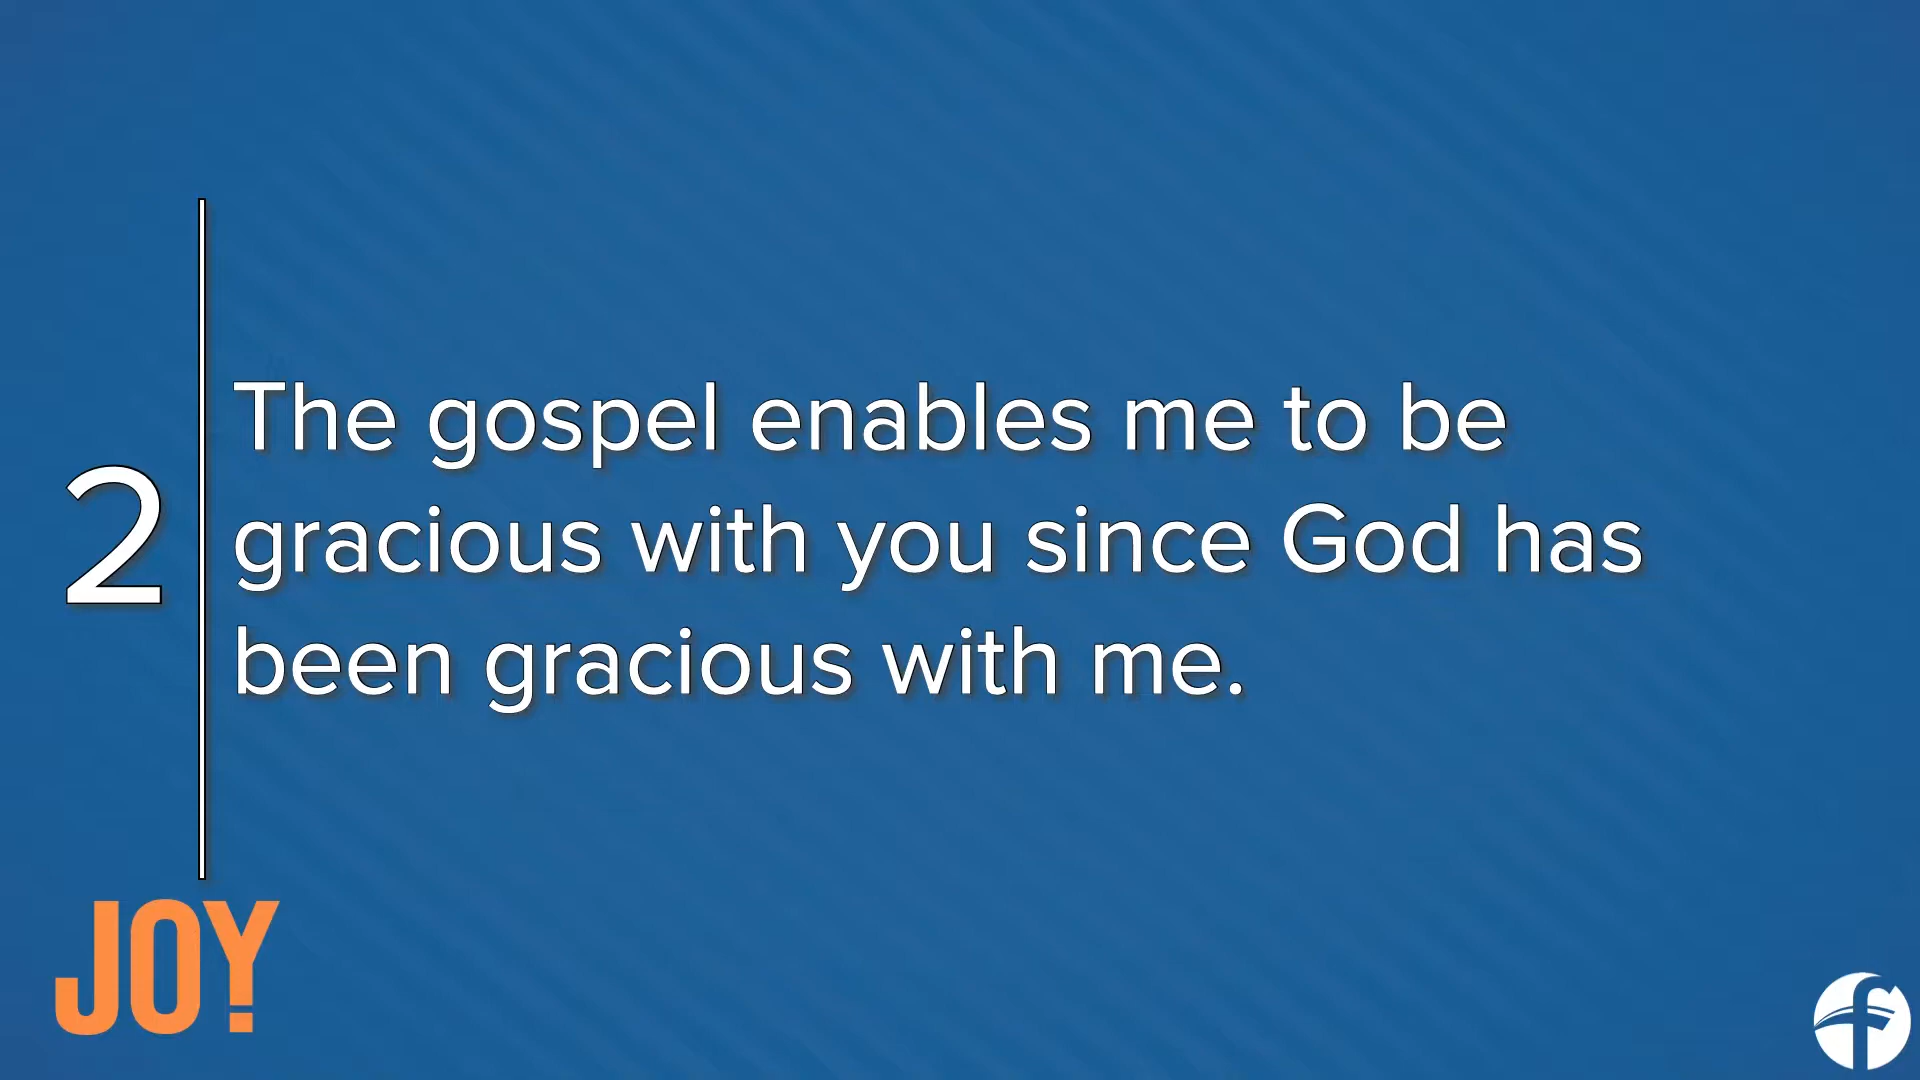 2
The gospel enables me to be
gracious with you since God has
been gracious with me.
JOY
f